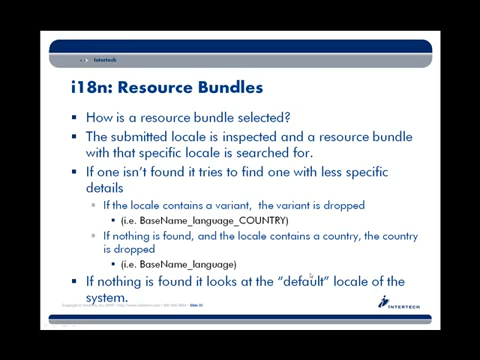 Intertech
i18n: Resource Bundles
How is a resource bundle selected?
The submitted locale is inspected and a resource bundle
with that specific locale is searched for.
If one isn't found it tries to find one with less specific
details
If the locale contains a variant, the variant is dropped
(i.e. BaseName_language_COUNTRY)
If nothing is found, and the locale contains a country, the country
is dropped
(i.e. BaseName_language)
If nothing is found it looks at the "default" locale of the
system.
INTERTECH